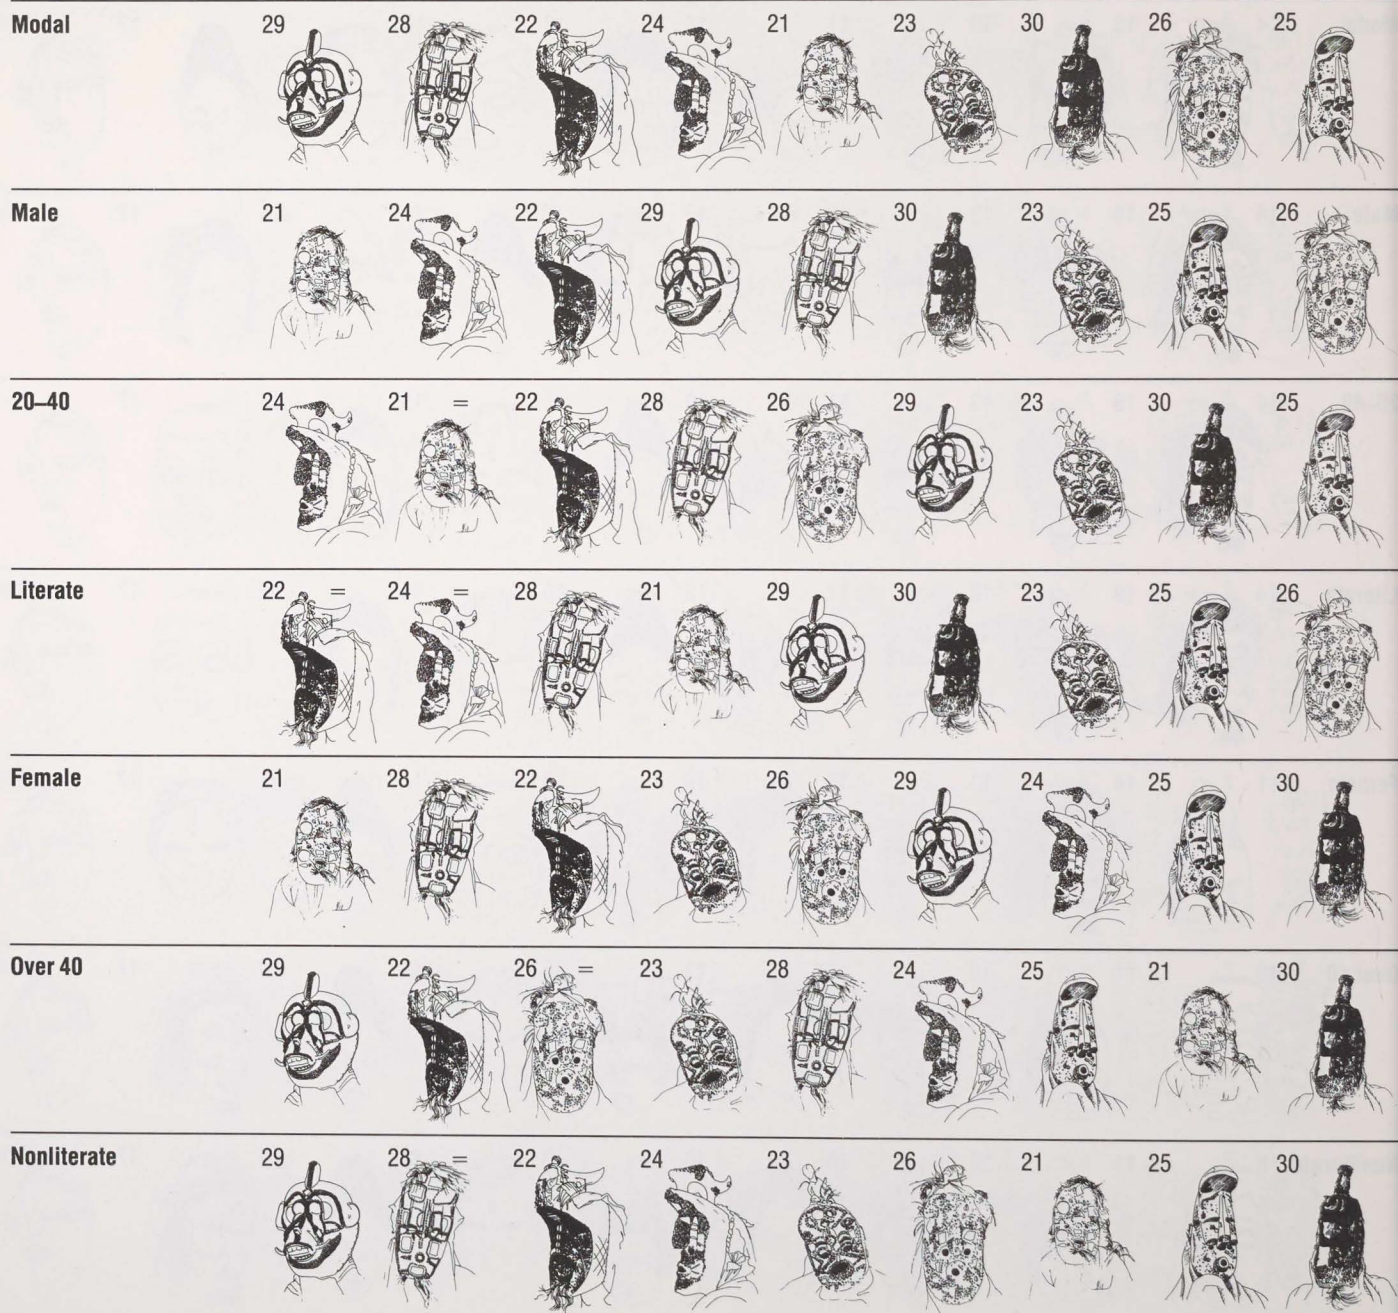 Modal 29 28 22 24 21 23 30 26 25
Male 21 24 22 29 28 30 23 25 26
20–40 24 21 = 22 28 26 29 23 30 25
Literate 22 = 24 = 28 21 29 30 23 25 26
Female 21 28 22 23 26 29 24 25 30
Over 40 29 22 26 = 23 28 24 25 21 30
Nonliterate 29 28 = 22 24 23 26 21 25 30